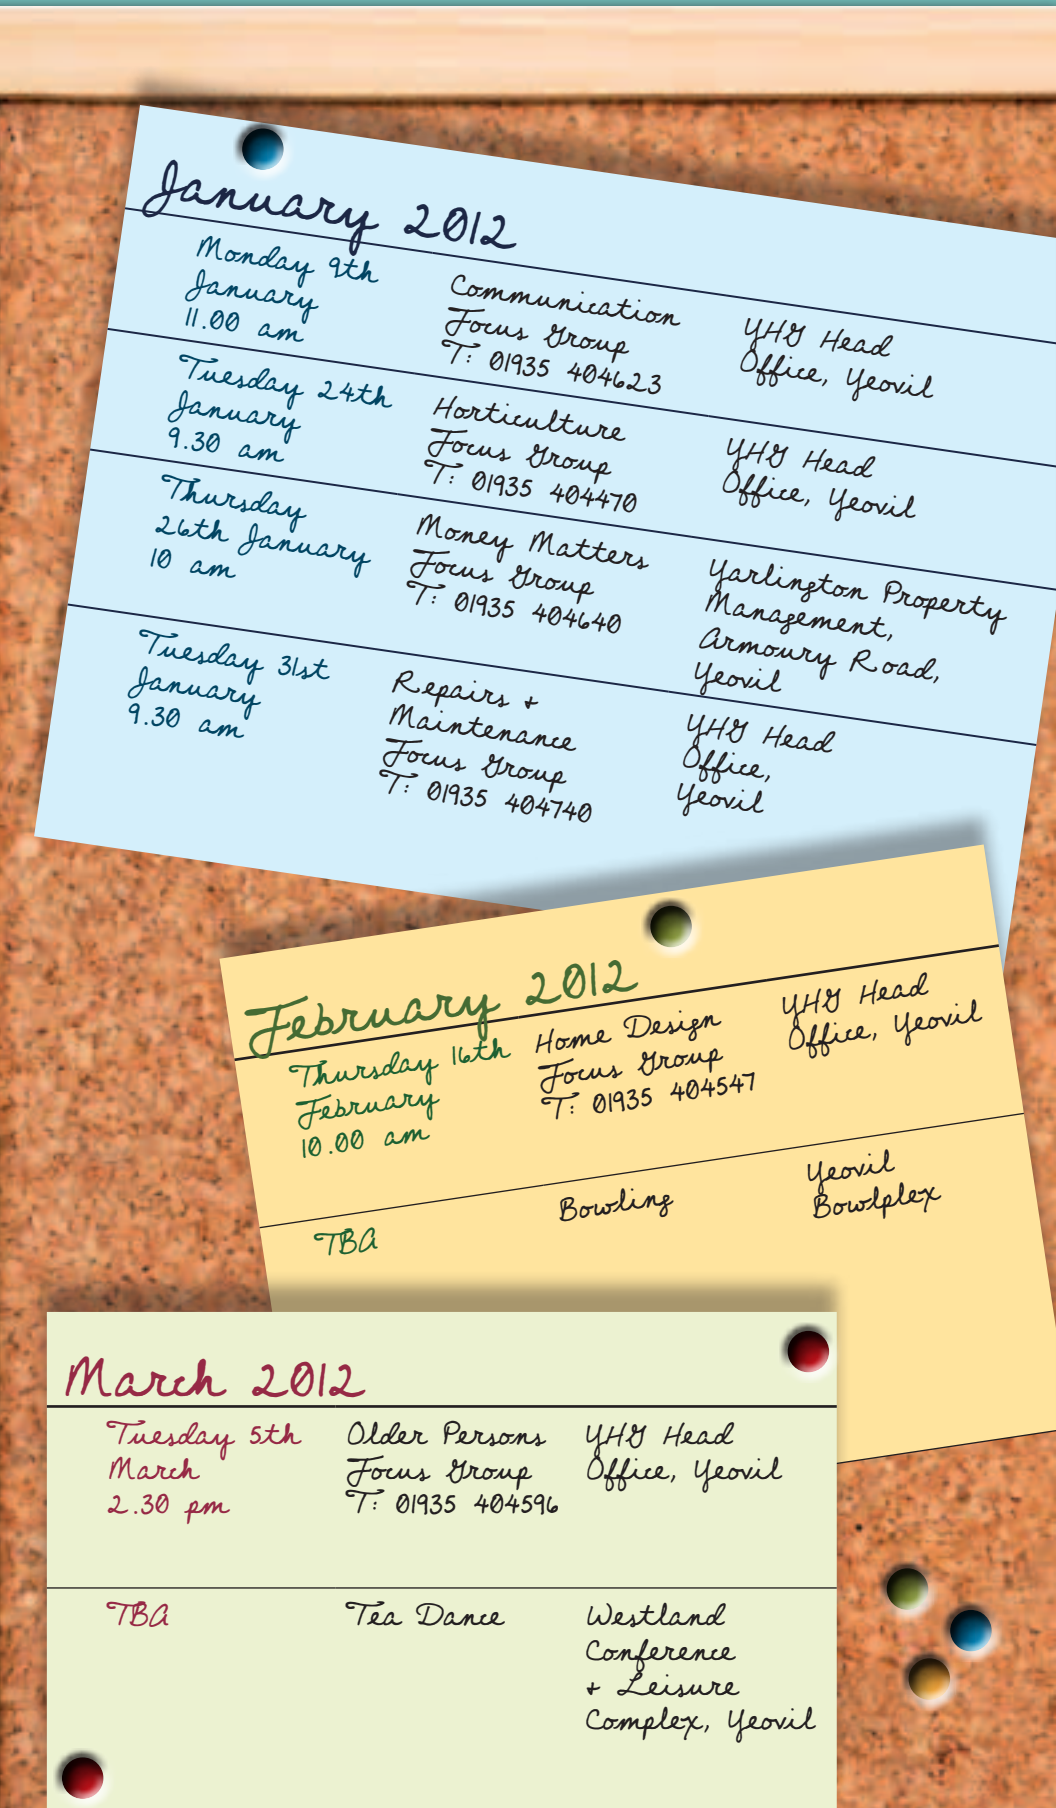 January 2012
Monday 9th
January
11.00 am
Communication
Focus Group
T: 01935 404623
YHG Head
Office, Yeovil
Tuesday 24th
January
9.30 am
Horticulture
Focus Group
T: 01935 404470
YHG Head
Office, Yeovil
Thursday
26th January
10 am
Money Matters
Focus Group
T: 01935 404640
Yarlington Property
Management,
Armoury Road,
Yeovil
Tuesday 31st
January
9.30 am
Repairs +
Maintenance
Focus Group
T: 01935 404740
YHG Head
Office,
Yeovil
February 2012
Thursday 16th
February
10.00 am
Home Design
Focus Group
T: 01935 404547
YHG Head
Office, Yeovil
TBA
Bowling
Yeovil
Bowlplex
March 2012
Tuesday 5th
March
2.30 pm
Older Persons
Focus Group
T: 01935 404596
YHG Head
Office, Yeovil
TBA
Tea Dance
Westland
Conference
+ Leisure
Complex, Yeovil